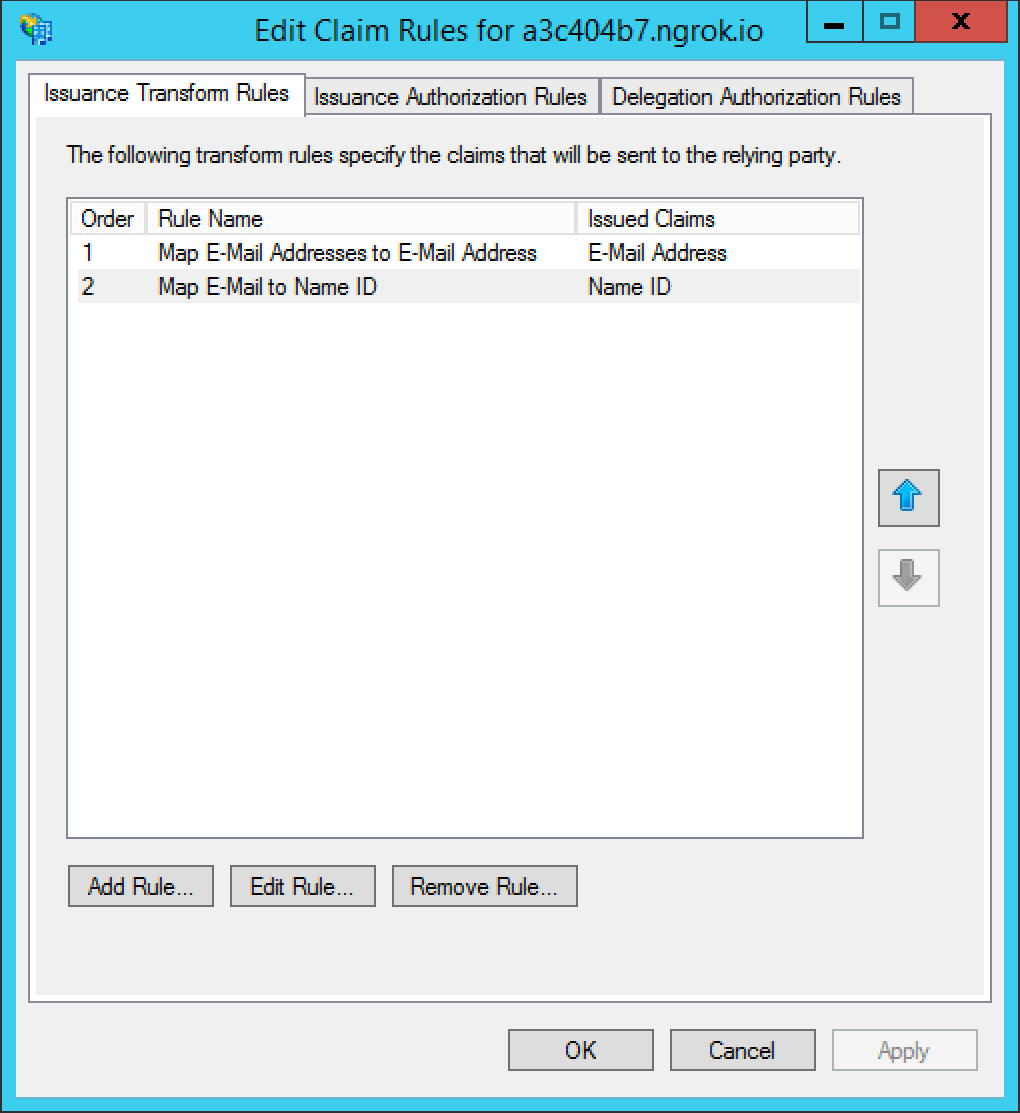 Edit Claim Rules for a3c404b7.ngrok.io
Issuance Transform Rules
Issuance Authorization Rules
Delegation Authorization Rules
The following transform rules specify the claims that will be sent to the relying party.
Order Rule Name Issued Claims
1 Map E-Mail Addresses to E-Mail Address E-Mail Address
2 Map E-Mail to Name ID Name ID
Add Rule... Edit Rule... Remove Rule...
OK Cancel Apply